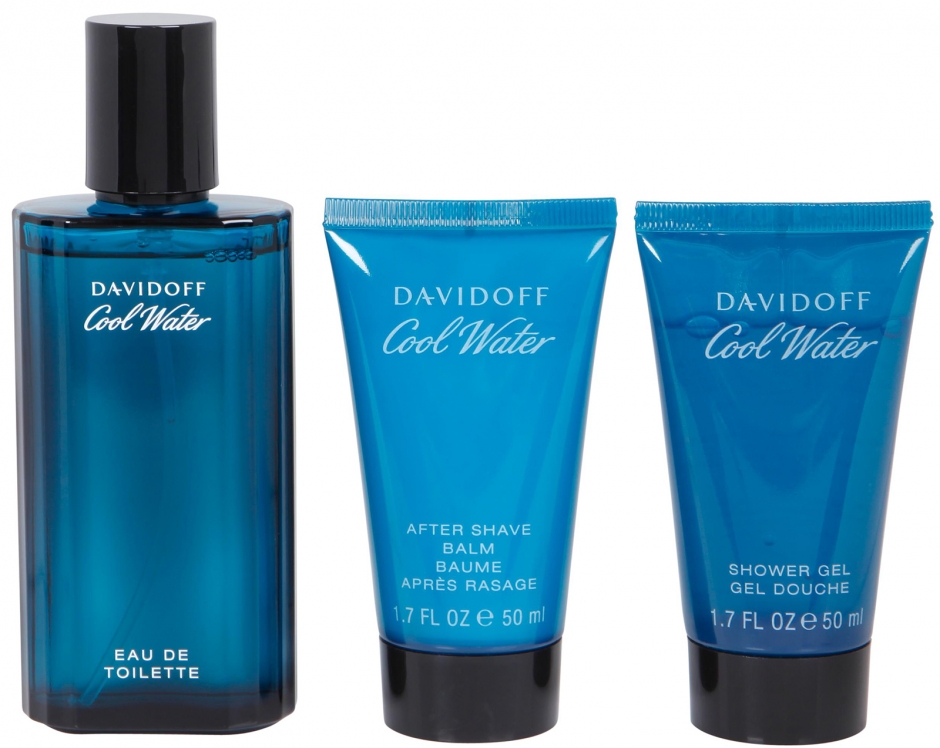 DAVIDOFF
Cool Water
EAU DE
TOILETTE
DAVIDOFF
Cool Water
AFTER SHAVE
BALM
BAUME
APRÈS RASAGE
1.7 FL OZ e 50 ml
DAVIDOFF
Cool Water
SHOWER GEL
GEL DOUCHE
1.7 FL OZ e 50 ml